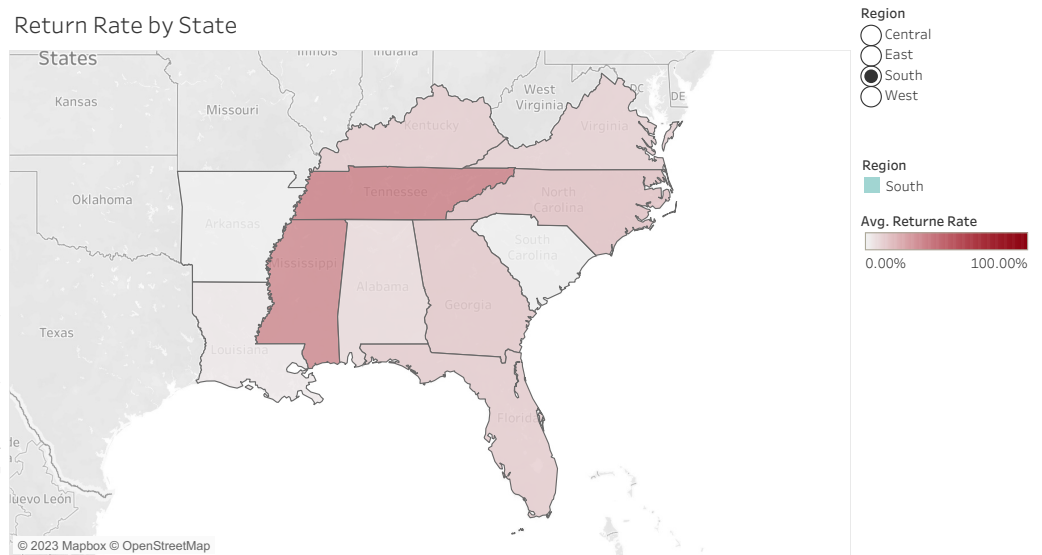 Return Rate by State
States
Illinois
Indiana
Kansas
Missouri
West
Virginia
DC
DE
Kentucky
Virginia
Oklahoma
Tennessee
North
Carolina
Arkansas
South
Carolina
Mississippi
Alabama
Georgia
Texas
Louisiana
Florida
de
a
luevo León
© 2023 Mapbox © OpenStreetMap
Region
Central
East
South
West
Region
South
Avg. Returne Rate
0.00%
100.00%